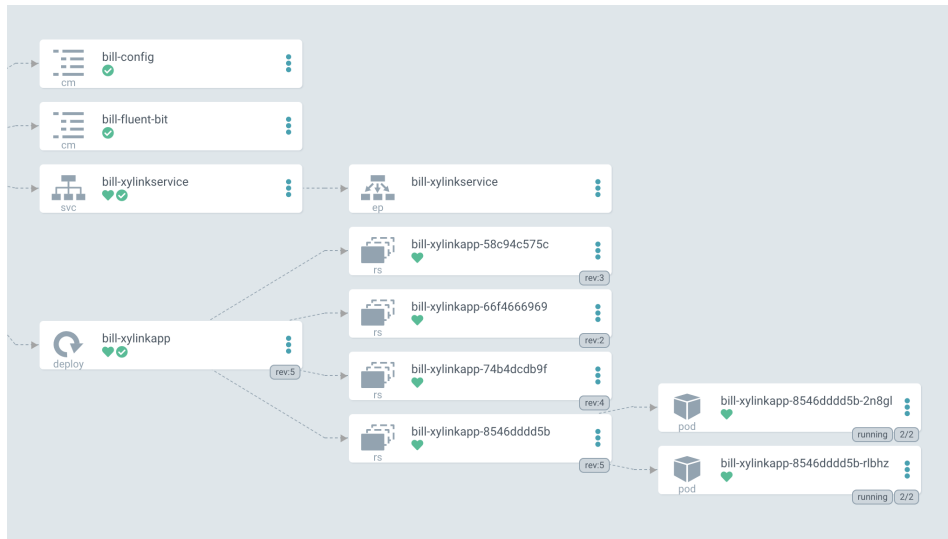 bill-config
cm
bill-fluent-bit
cm
bill-xylinkservice
svc
bill-xylinkservice
ep
bill-xylinkapp-58c94c575c
rs
rev:3
bill-xylinkapp-66f4666969
rs
rev:2
bill-xylinkapp
deploy
rev:5
bill-xylinkapp-74b4dcdb9f
rs
rev:4
bill-xylinkapp-8546dddd5b
rs
rev:5
bill-xylinkapp-8546dddd5b-2n8gl
pod
running 2/2
bill-xylinkapp-8546dddd5b-rlbhz
pod
running 2/2